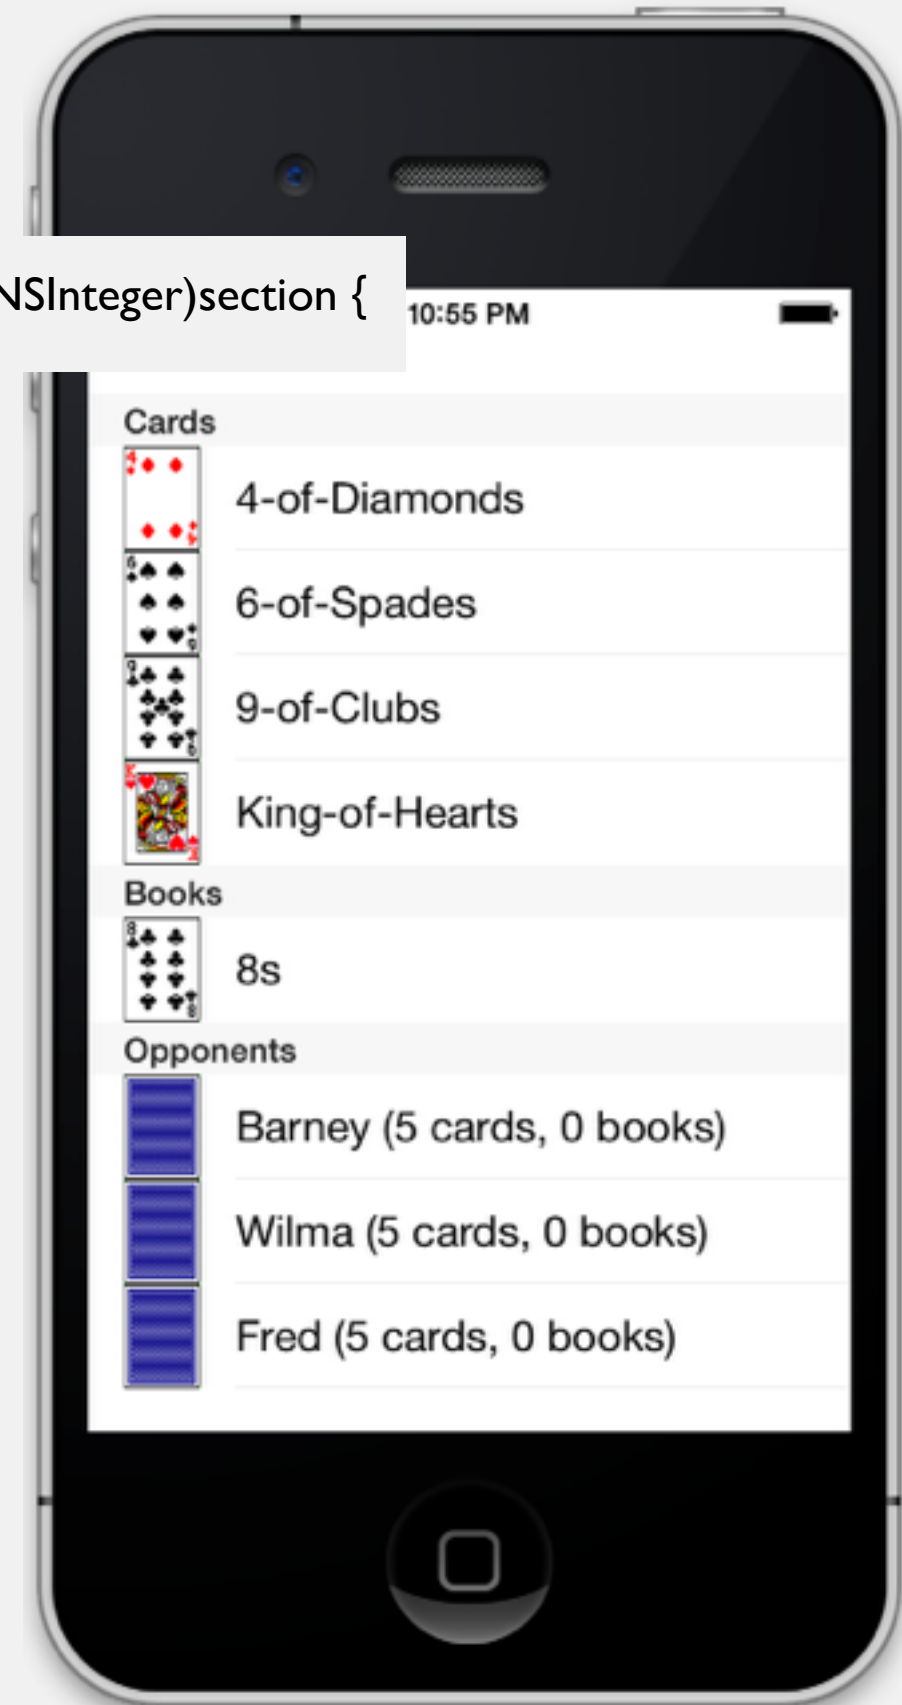 NSInteger)section {
10:55 PM
Cards
4-of-Diamonds
6-of-Spades
9-of-Clubs
King-of-Hearts
Books
8s
Opponents
Barney (5 cards, 0 books)
Wilma (5 cards, 0 books)
Fred (5 cards, 0 books)